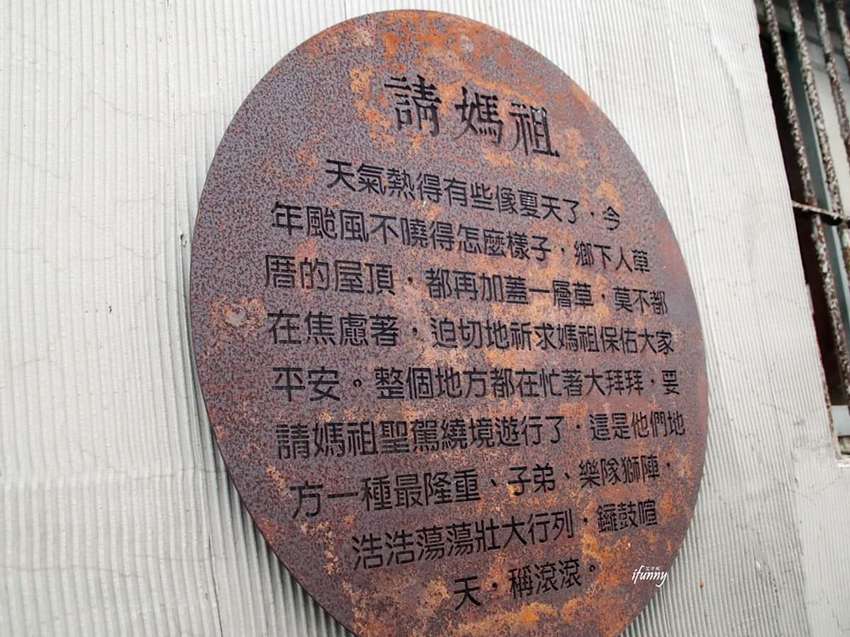 請媽祖
天氣熱得有些像夏天了，今
年颱風不曉得怎麼樣子，鄉下人草
厝的屋頂，都再加蓋一層草，莫不都
在焦慮著，迫切地祈求媽祖保佑大家
平安。整個地方都在忙著大拜拜，要
請媽祖聖駕繞境遊行了，這是他們地
方一種最隆重、子弟、樂隊獅陣，
浩浩蕩蕩壯大行列，鑼鼓喧
天，稱滾滾。
ifunny